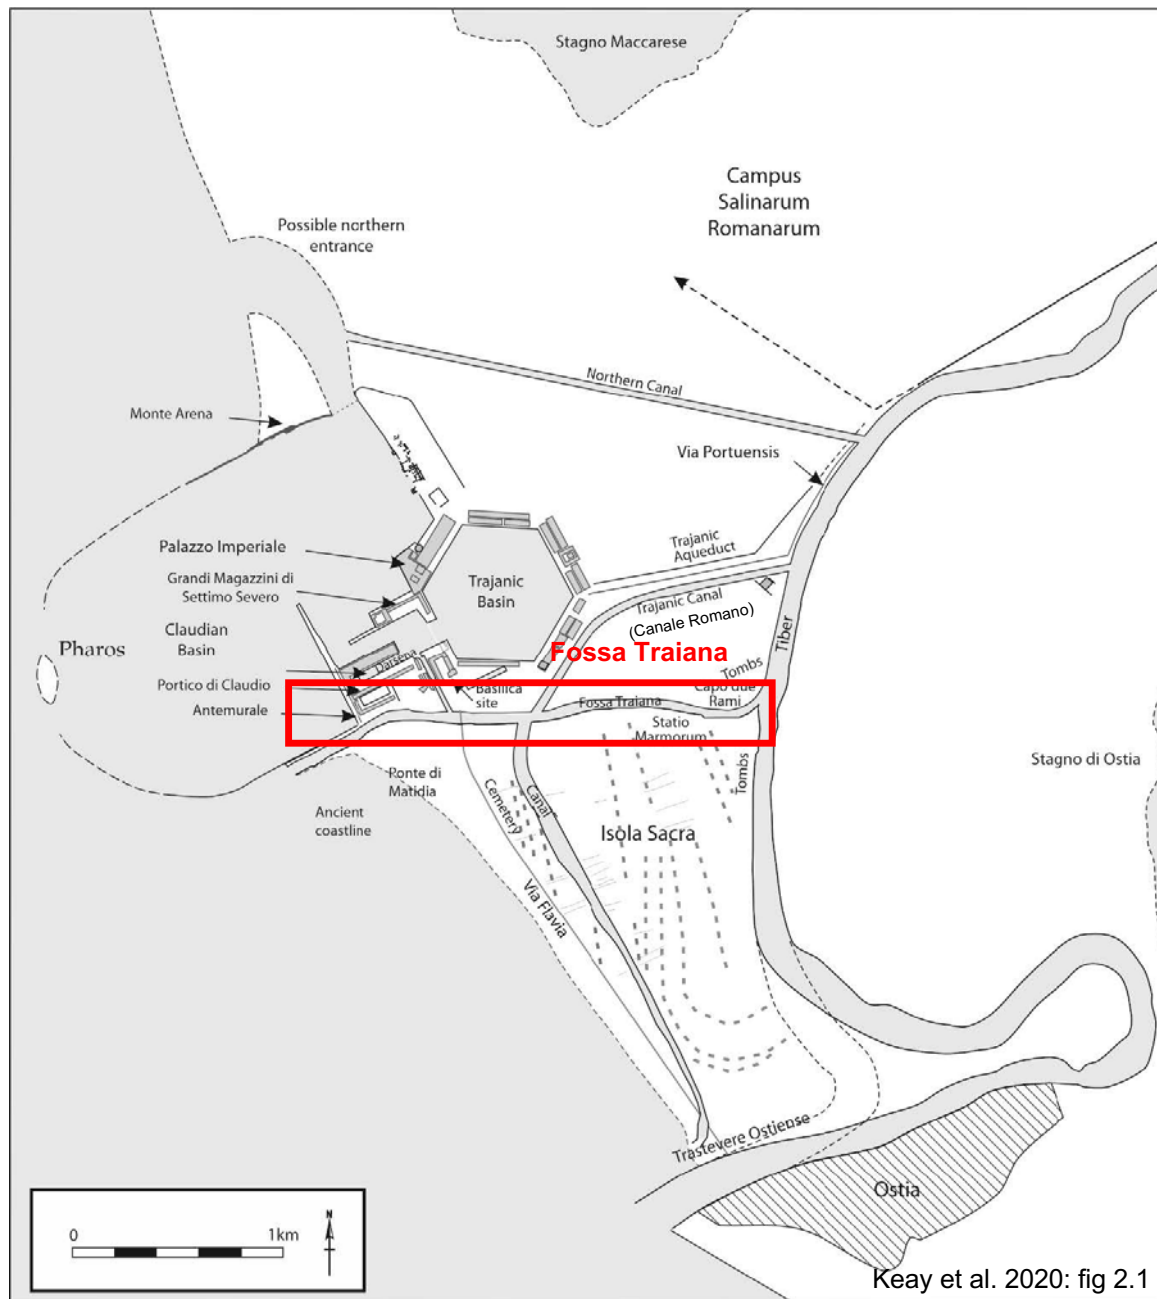 Stagno Maccarese
Campus
Salinarum
Romanarum
Possible northern
entrance
Northern Canal
Monte Arena
Via Portuensis
Palazzo Imperiale
Trajanic
Aqueduct
Grandi Magazzini di
Settimo Severo
Trajanic
Basin
Trajanic Canal
(Canale Romano)
Claudian
Basin
Pharos
Fossa Traiana
Tiber
Darsena
Tombs
Portico di Claudio
Basilica
site
Capo due
Rami
Antemurale
Fossa Traiana
Statio
Marmorum
Tombs
Stagno di Ostia
Ponte di
Matidia
Ancient
coastline
Cemetery
Canal
Isola Sacra
Via Flavia
Trastevere Ostiense
Ostia
0 1km
N
Keay et al. 2020: fig 2.1